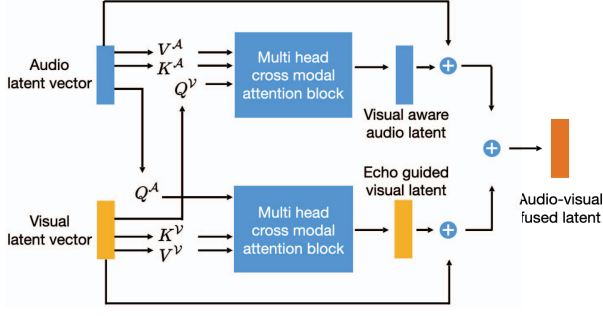 Audio
latent vector
V^A
K^A
Q^V
Multi head
cross modal
attention block
Visual aware
audio latent
Q^A
Visual
latent vector
K^V
V^V
Multi head
cross modal
attention block
Echo guided
visual latent
Audio-visual
fused latent